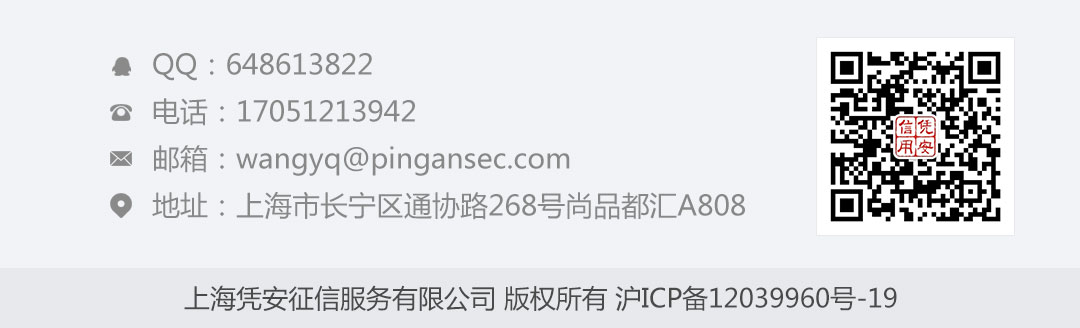 QQ：648613822
电话：17051213942
邮箱：wangyq@pingansec.com
地址：上海市长宁区通协路268号尚品都汇A808
信凭
用安
上海凭安征信服务有限公司 版权所有 沪ICP备12039960号-19